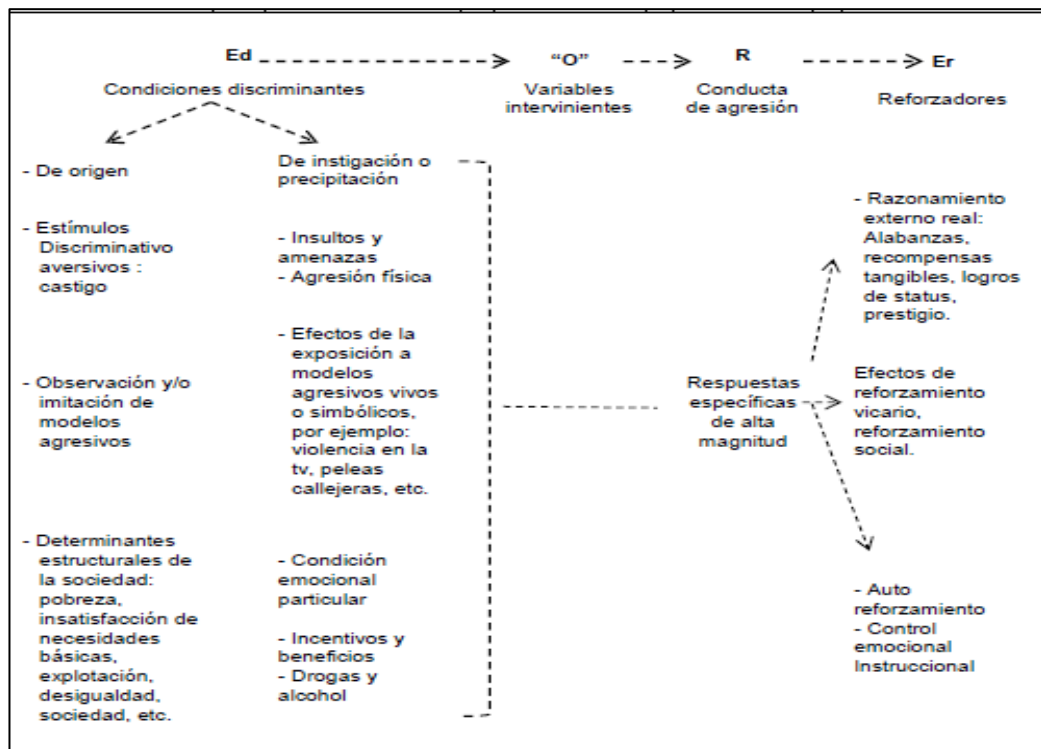 Ed
“O”
R
Er
Condiciones discriminantes
Variables
intervinientes
Conducta
de agresión
Reforzadores
- De origen
- Estímulos
Discriminativo
aversivos :
castigo
- Observación y/o
imitación de
modelos
agresivos
- Determinantes
estructurales de
la sociedad:
pobreza,
insatisfacción de
necesidades
básicas,
explotación,
desigualdad,
sociedad, etc.
De instigación o
precipitación
- Insultos y
amenazas
- Agresión física
- Efectos de la
exposición a
modelos
agresivos vivos
o simbólicos,
por ejemplo:
violencia en la
tv, peleas
callejeras, etc.
- Condición
emocional
particular
- Incentivos y
beneficios
- Drogas y
alcohol
Respuestas
específicas
de alta
magnitud
- Razonamiento
externo real:
Alabanzas,
recompensas
tangibles, logros
de status,
prestigio.
Efectos de
reforzamiento
vicario,
reforzamiento
social.
- Auto
reforzamiento
- Control
emocional
Instruccional